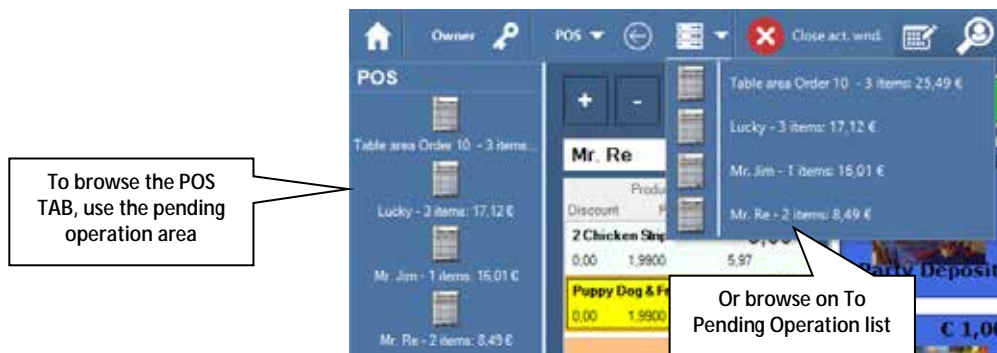 Owner
POS
Close act. wnd.
POS
Table area Order 10 - 3 items...
Lucky - 3 items: 17,12 €
Mr. Jim - 1 items: 16,01 €
Mr. Re - 2 items: 8,49 €
+ -
Mr. Re
Discount
2 Chicken Strip
0,00 1,9900 5,97
Puppy Dog & Fr
0,00 1,9900
Table area Order 10 - 3 items: 25,49 €
Lucky - 3 items: 17,12 €
Mr. Jim - 1 items: 16,01 €
Mr. Re - 2 items: 8,49 €
Party Deposit
€ 1,00
To browse the POS
TAB, use the pending
operation area
Or browse on To
Pending Operation list